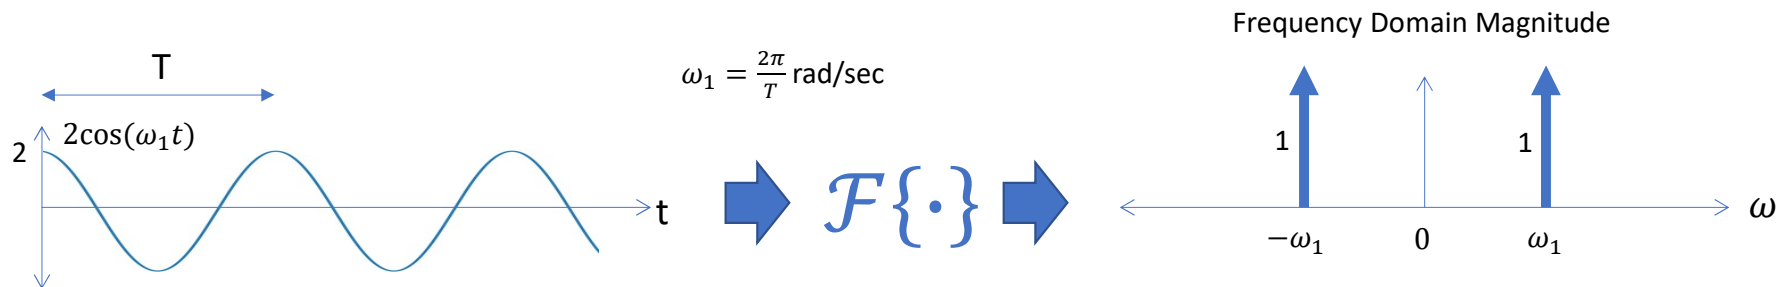 Frequency Domain Magnitude
T
ω₁ = 2π/T rad/sec
2cos(ω₁t)
2
t
ℱ{·}
1
1
ω
−ω₁
0
ω₁